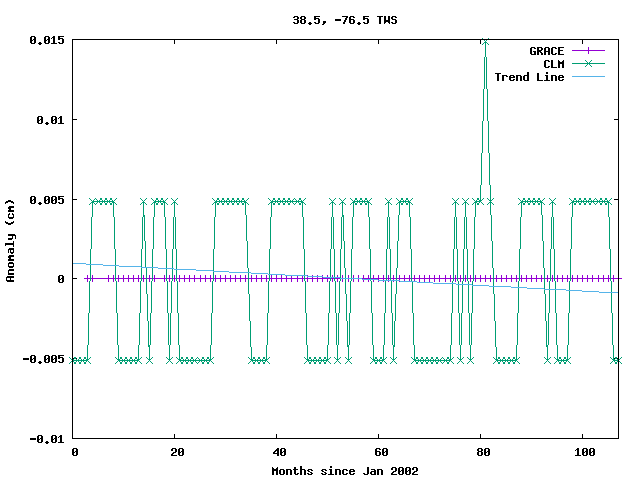 38.5, -76.5 TWS
GRACE
CLM
Trend Line
0.015
0.01
0.005
0
-0.005
-0.01
Anomaly (cm)
0 20 40 60 80 100
Months since Jan 2002